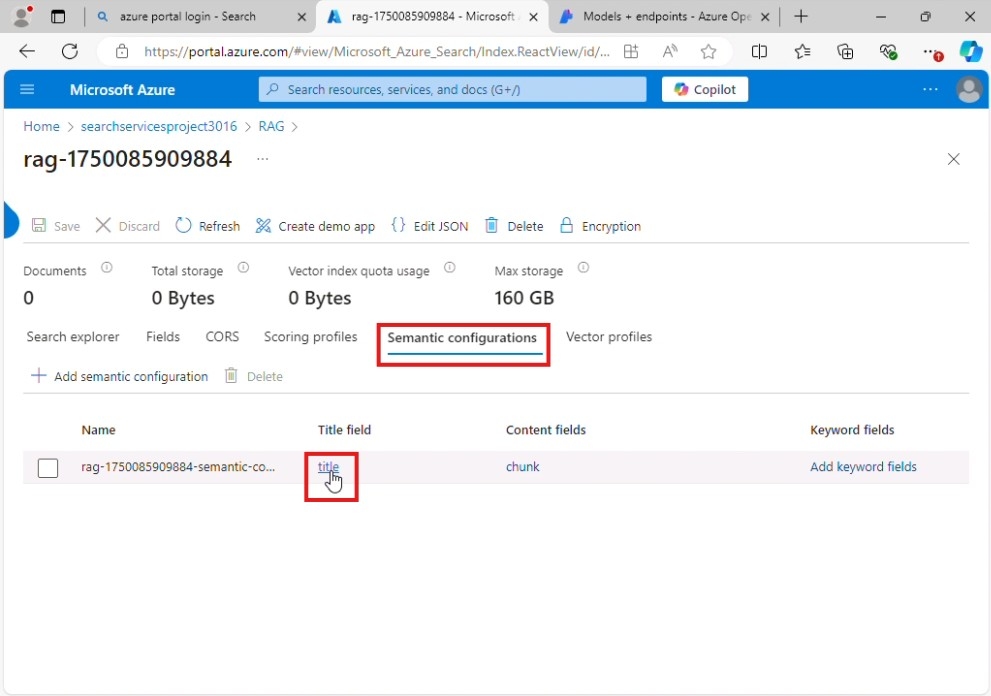 azure portal login - Search
rag-1750085909884 - Microsoft
Models + endpoints - Azure Ope
https://portal.azure.com/#view/Microsoft_Azure_Search/Index.ReactView/id/...
Microsoft Azure
Search resources, services, and docs (G+/)
Copilot
Home > searchservicesproject3016 > RAG >
rag-1750085909884 ...
Save Discard Refresh Create demo app {} Edit JSON Delete Encryption
Documents Total storage Vector index quota usage Max storage
0 0 Bytes 0 Bytes 160 GB
Search explorer Fields CORS Scoring profiles Semantic configurations Vector profiles
+ Add semantic configuration Delete
Name Title field Content fields Keyword fields
rag-1750085909884-semantic-co... title chunk Add keyword fields